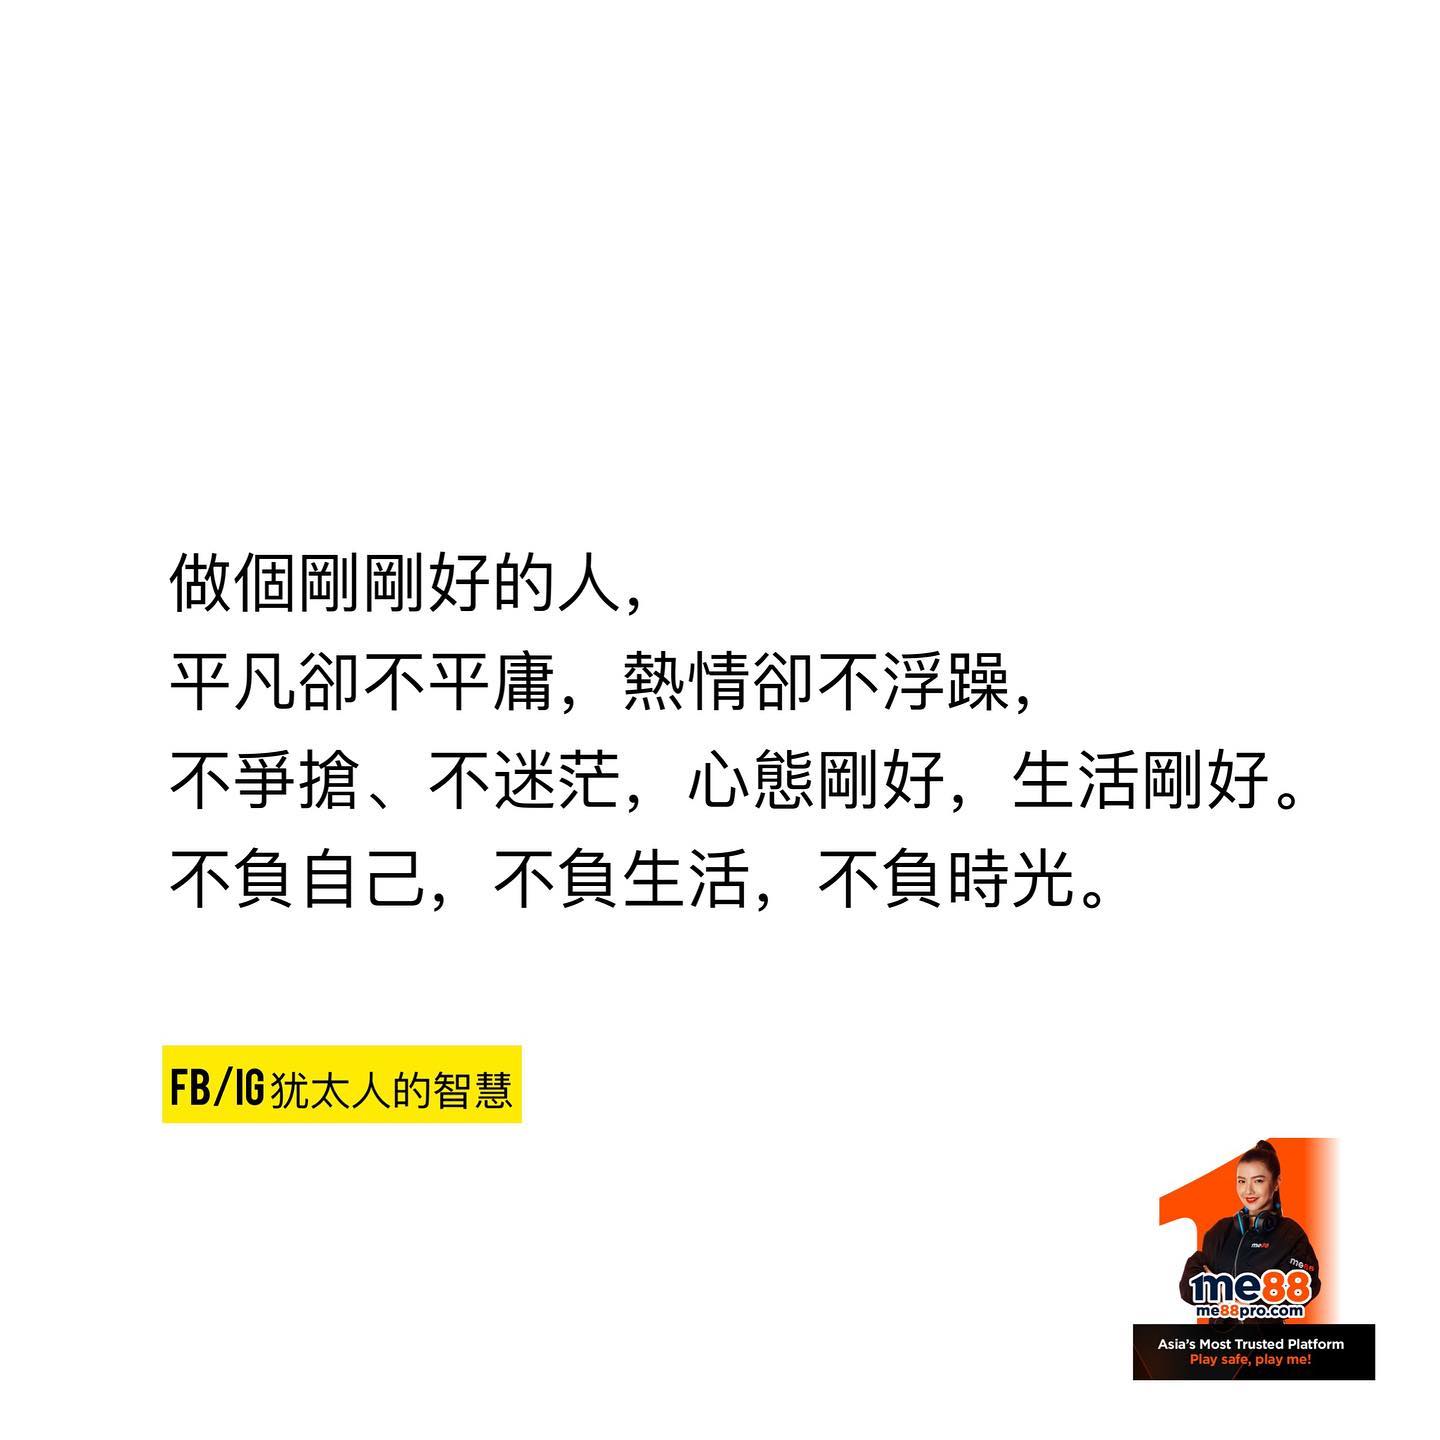 做個剛剛好的人，
平凡卻不平庸，熱情卻不浮躁，
不爭搶、不迷茫，心態剛好，生活剛好。
不負自己，不負生活，不負時光。
FB/IG犹太人的智慧
me88
me88
1me88
me88pro.com
Asia's Most Trusted Platform
Play safe, play me!